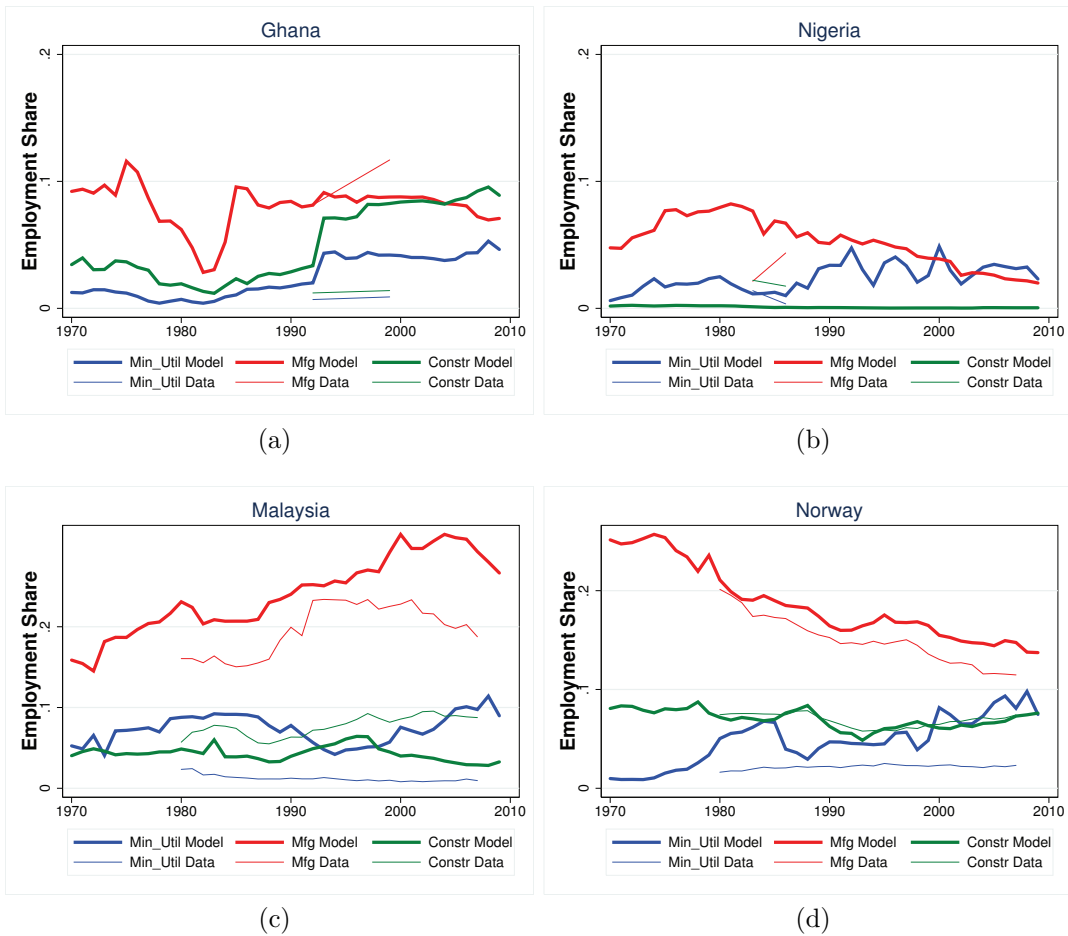 Ghana
Employment Share
.2
.1
0
1970 1980 1990 2000 2010
Min_Util Model Mfg Model Constr Model
Min_Util Data Mfg Data Constr Data
(a)
Nigeria
Employment Share
.2
.1
0
1970 1980 1990 2000 2010
Min_Util Model Mfg Model Constr Model
Min_Util Data Mfg Data Constr Data
(b)
Malaysia
Employment Share
.2
.1
0
1970 1980 1990 2000 2010
Min_Util Model Mfg Model Constr Model
Min_Util Data Mfg Data Constr Data
(c)
Norway
Employment Share
.2
.1
0
1970 1980 1990 2000 2010
Min_Util Model Mfg Model Constr Model
Min_Util Data Mfg Data Constr Data
(d)